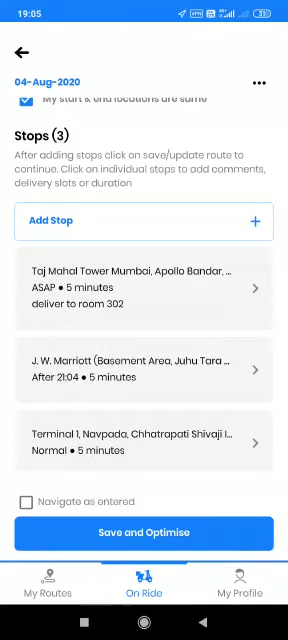 19:05 VPN 31
04-Aug-2020
My start & end locations are same
Stops (3)
After adding stops click on save/update route to
continue. Click an individual stops to add comments,
delivery slots or duration
Add Stop
Taj Mahal Tower Mumbai, Apollo Bandar, ...
ASAP ● 5 minutes
deliver to room 302
J. W. Marriott (Basement Area, Juhu Tara ...
After 21:04 ● 5 minutes
Terminal 1, Navpada, Chhatrapati Shivaji I...
Normal ● 5 minutes
Navigate as entered
Save and Optimise
My Routes On Ride My Profile